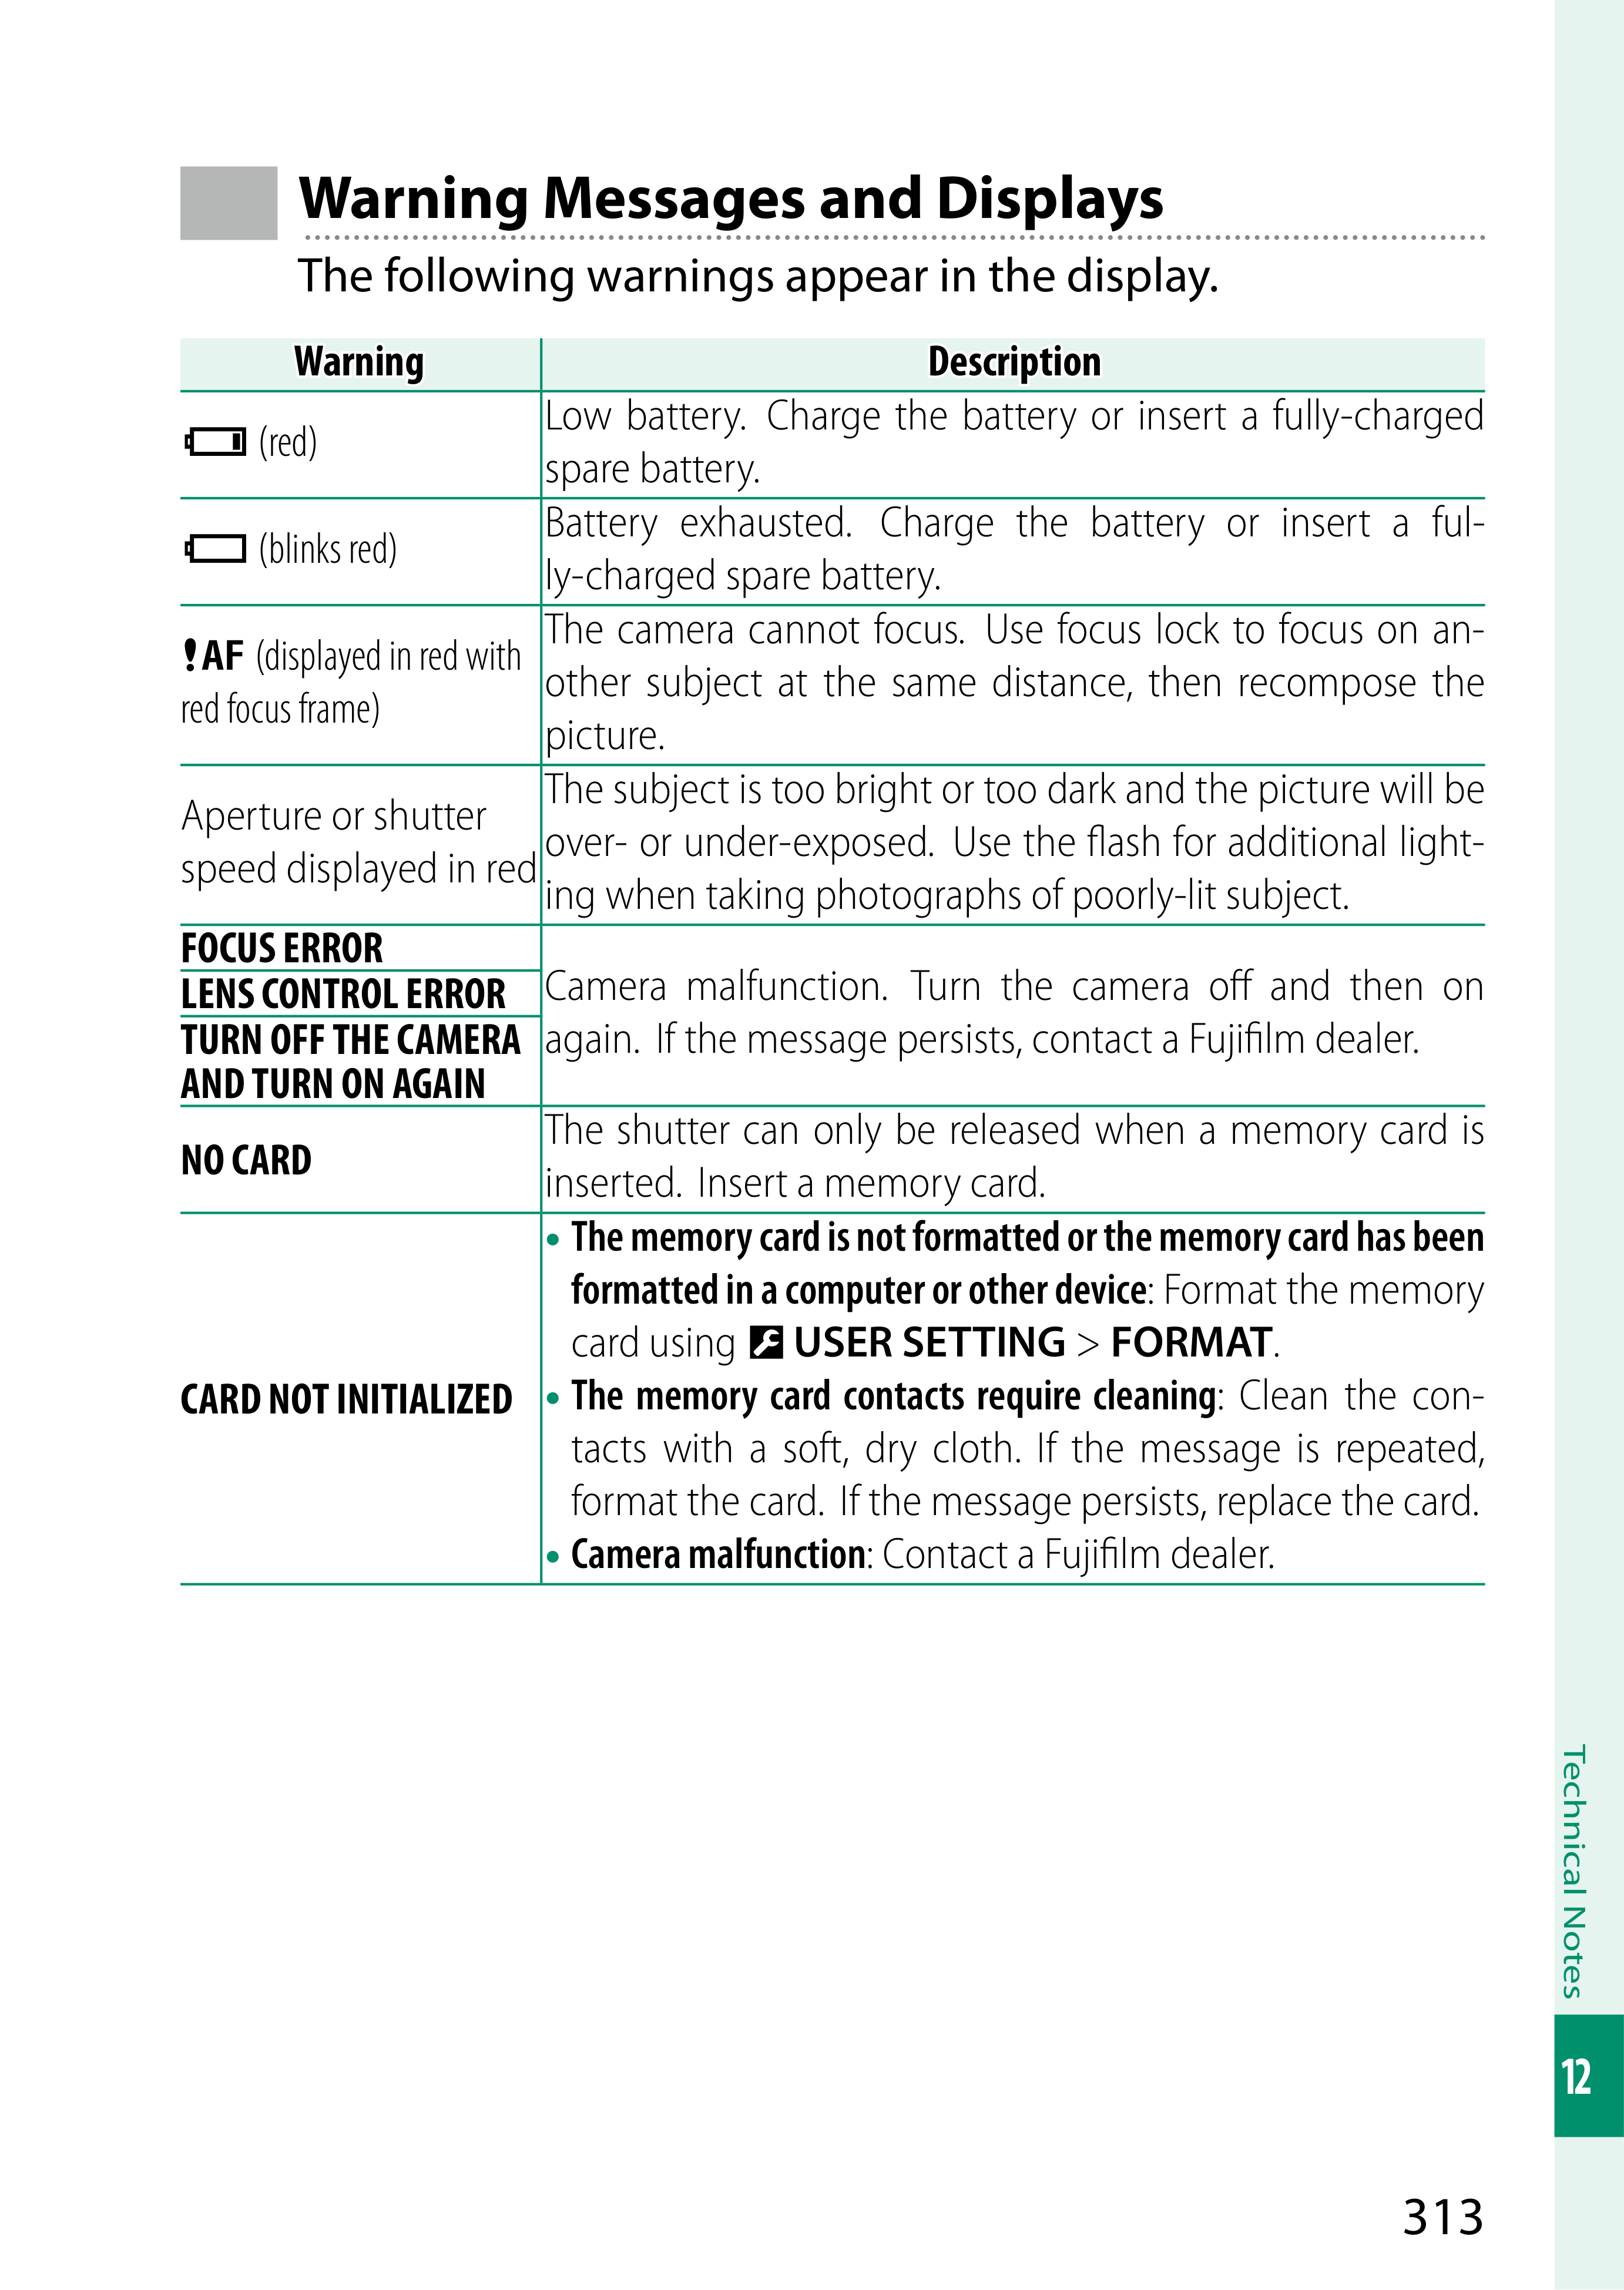 Warning Messages and Displays
The following warnings appear in the display.
Warning
Description
(red)
Low battery. Charge the battery or insert a fully-charged
spare battery.
(blinks red)
Battery exhausted. Charge the battery or insert a ful-
ly-charged spare battery.
!AF (displayed in red with
red focus frame)
The camera cannot focus. Use focus lock to focus on an-
other subject at the same distance, then recompose the
picture.
Aperture or shutter
speed displayed in red
The subject is too bright or too dark and the picture will be
over- or under-exposed. Use the flash for additional light-
ing when taking photographs of poorly-lit subject.
FOCUS ERROR
LENS CONTROL ERROR
TURN OFF THE CAMERA
AND TURN ON AGAIN
Camera malfunction. Turn the camera off and then on
again. If the message persists, contact a Fujifilm dealer.
NO CARD
The shutter can only be released when a memory card is
inserted. Insert a memory card.
CARD NOT INITIALIZED
• The memory card is not formatted or the memory card has been
formatted in a computer or other device: Format the memory
card using USER SETTING > FORMAT.
• The memory card contacts require cleaning: Clean the con-
tacts with a soft, dry cloth. If the message is repeated,
format the card. If the message persists, replace the card.
• Camera malfunction: Contact a Fujifilm dealer.
Technical Notes
12
313